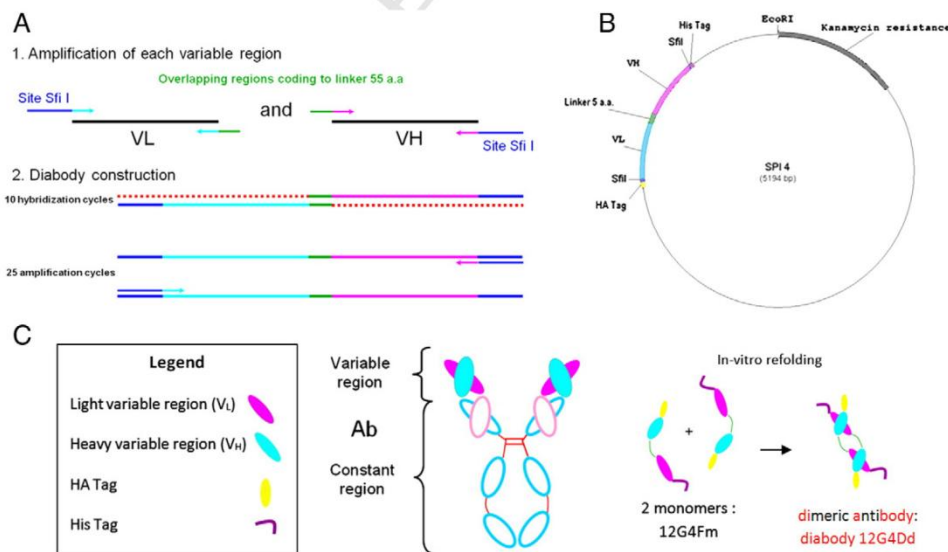 A
1. Amplification of each variable region
Overlapping regions coding to linker 55 a.a
Site Sfi I
and
VL
VH
Site Sfi I
2. Diabody construction
10 hybridization cycles
25 amplification cycles
B
EcoRI
Kanamycin resistance
His Tag
SfiI
VH
Linker 5 a.a.
VL
SfiI
HA Tag
SPI 4
(5194 bp)
C
Legend
Light variable region (VL)
Heavy variable region (VH)
HA Tag
His Tag
Variable
region
Ab
Constant
region
In-vitro refolding
+
2 monomers :
12G4Fm
dimeric antibody:
diabody 12G4Dd